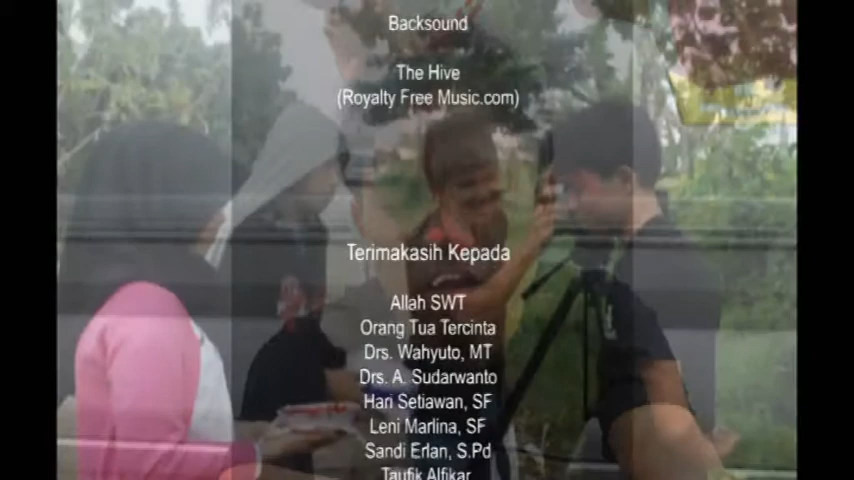 Backsound
The Hive
(Royalty Free Music.com)
Terimakasih Kepada
Allah SWT
Orang Tua Tercinta
Drs. Wahyuto, MT
Drs. A. Sudarwanto
Hari Setiawan, SF
Leni Marlina, SF
Sandi Erlan, S.Pd
Taufik Alfikar